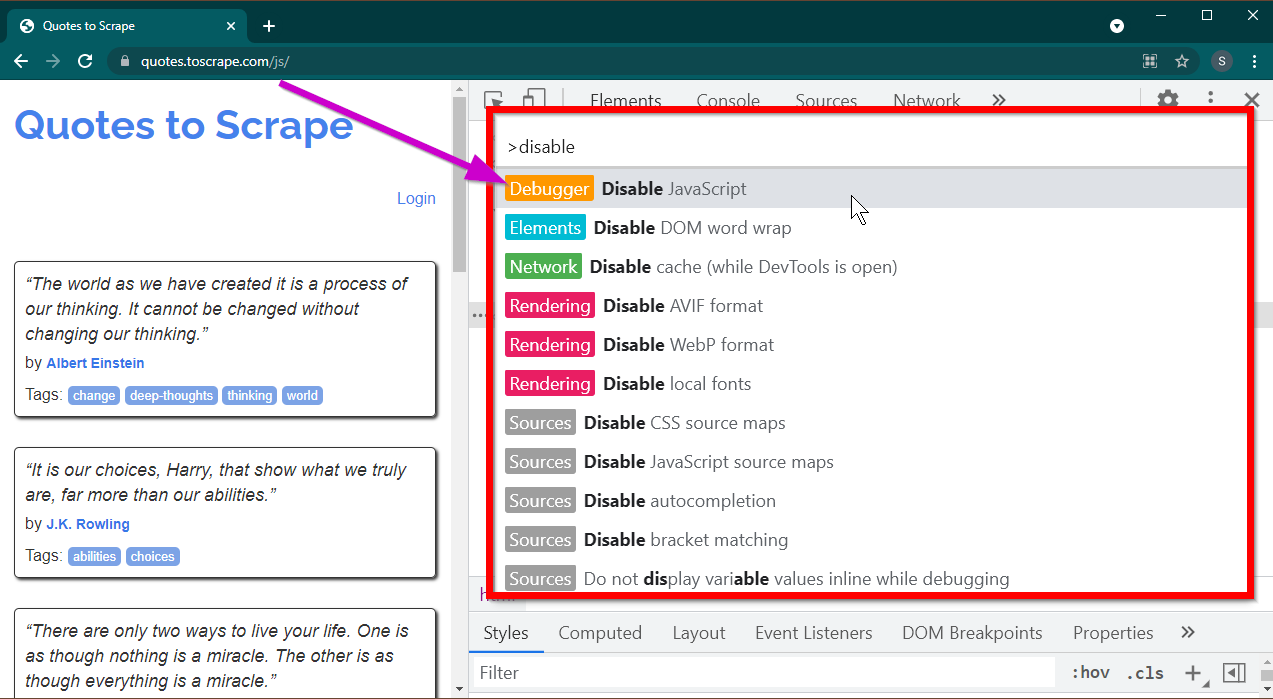 Quotes to Scrape
quotes.toscrape.com/js/
S
Quotes to Scrape
Login
“The world as we have created it is a process of
our thinking. It cannot be changed without
changing our thinking.”
by Albert Einstein
Tags: change deep-thoughts thinking world
“It is our choices, Harry, that show what we truly
are, far more than our abilities.”
by J.K. Rowling
Tags: abilities choices
“There are only two ways to live your life. One is
as though nothing is a miracle. The other is as
though everything is a miracle.”
Elements Console Sources Network
>disable
Debugger Disable JavaScript
Elements Disable DOM word wrap
Network Disable cache (while DevTools is open)
Rendering Disable AVIF format
Rendering Disable WebP format
Rendering Disable local fonts
Sources Disable CSS source maps
Sources Disable JavaScript source maps
Sources Disable autocompletion
Sources Disable bracket matching
Sources Do not display variable values inline while debugging
Styles Computed Layout Event Listeners DOM Breakpoints Properties
Filter :hov .cls